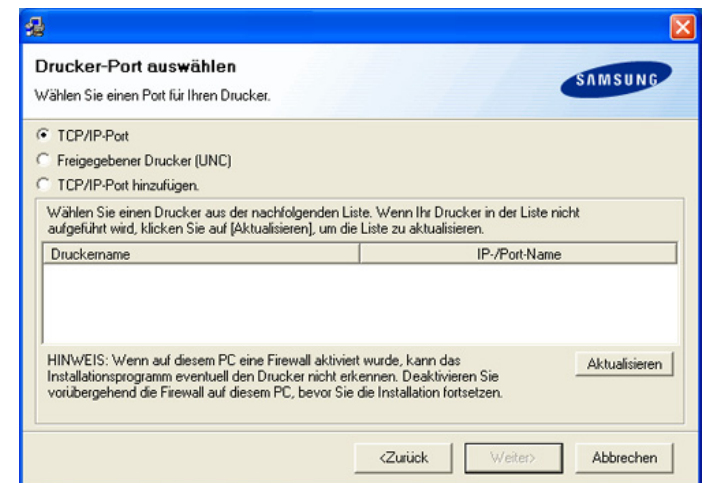 Drucker-Port auswählen
Wählen Sie einen Port für Ihren Drucker.
SAMSUNG
TCP/IP-Port
Freigegebener Drucker (UNC)
TCP/IP-Port hinzufügen.
Wählen Sie einen Drucker aus der nachfolgenden Liste. Wenn Ihr Drucker in der Liste nicht
aufgeführt wird, klicken Sie auf [Aktualisieren], um die Liste zu aktualisieren.
Druckername IP-/Port-Name
HINWEIS: Wenn auf diesem PC eine Firewall aktiviert wurde, kann das
Installationsprogramm eventuell den Drucker nicht erkennen. Deaktivieren Sie
vorübergehend die Firewall auf diesem PC, bevor Sie die Installation fortsetzen.
Aktualisieren
<Zurück Weiter> Abbrechen